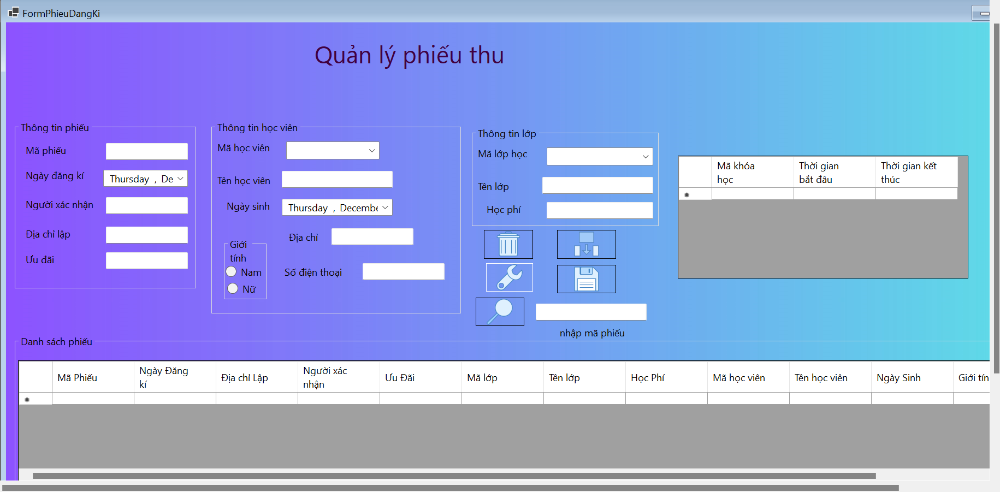 FormPhieuDangKi
Quản lý phiếu thu
Thông tin phiếu
Mã phiếu
Ngày đăng kí
Thursday , De
Người xác nhận
Địa chỉ lập
Ưu đãi
Thông tin học viên
Mã học viên
Tên học viên
Ngày sinh
Thursday , Decembe
Địa chỉ
Giới
tính
Nam
Nữ
Số điện thoại
Thông tin lớp
Mã lớp học
Tên lớp
Học phí
nhập mã phiếu
Mã khóa
học
Thời gian
bắt đâu
Thời gian kết
thúc
Danh sách phiếu
Mã Phiếu
Ngày Đăng
kí
Địa chỉ Lập
Người xác
nhận
Ưu Đãi
Mã lớp
Tên lớp
Học Phí
Mã học viên
Tên học viên
Ngày Sinh
Giới tín